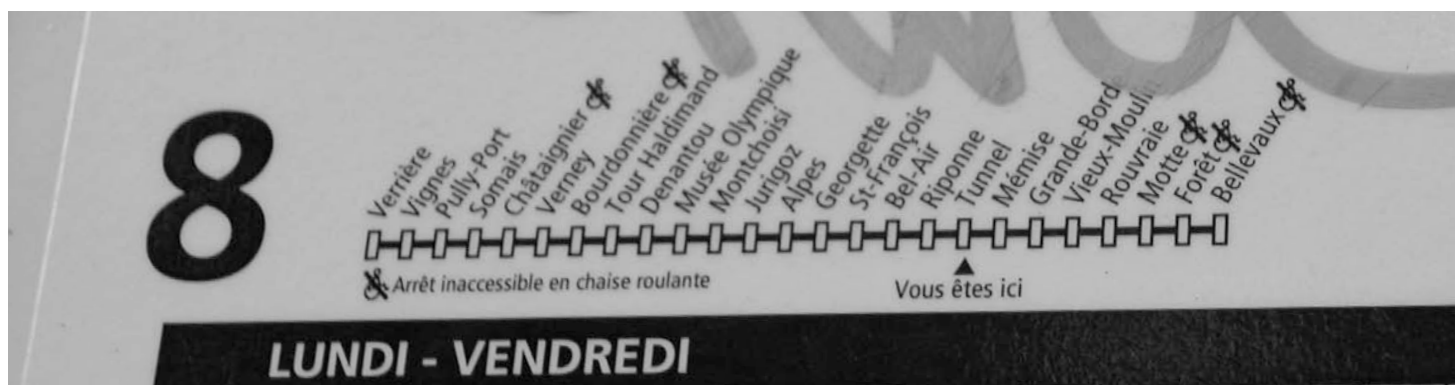 8
Verrière
Vignes
Pully-Port
Somais
Châtaignier
Verney
Bourdonnière
Tour Haldimand
Denantou
Musée Olympique
Montchoisi
Jurigoz
Alpes
Georgette
St-François
Bel-Air
Riponne
Tunnel
Mémise
Grande-Borde
Vieux-Moulin
Rouvraie
Motte
Forêt
Bellevaux
Arrêt inaccessible en chaise roulante
Vous êtes ici
LUNDI - VENDREDI